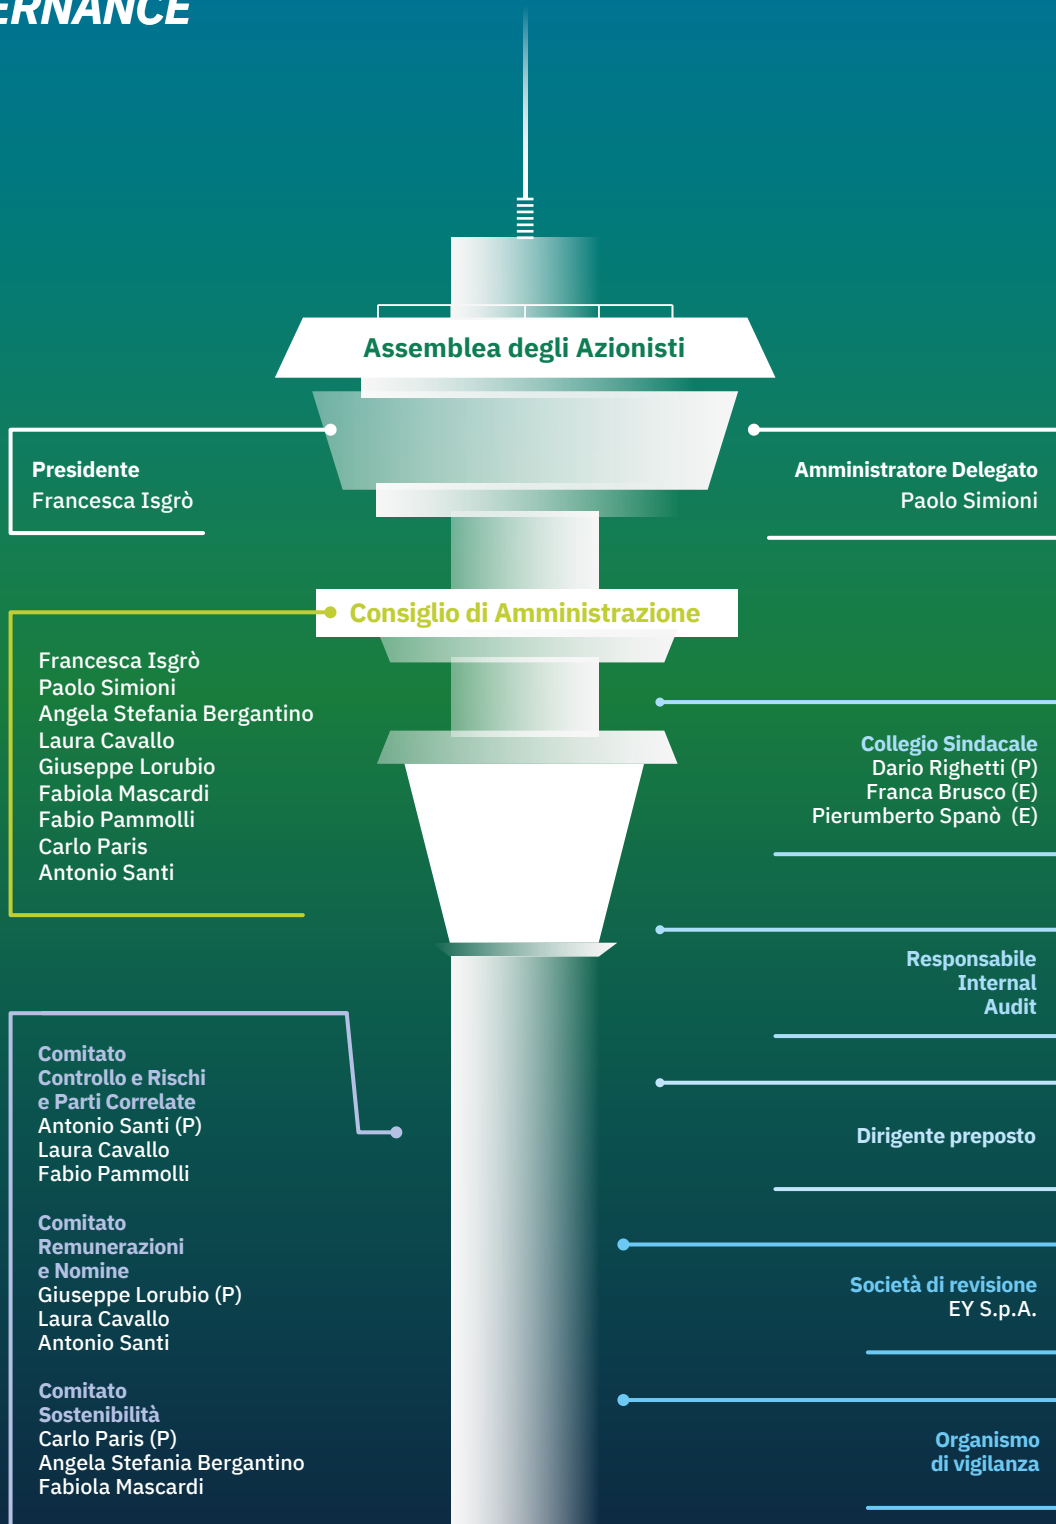 Assemblea degli Azionisti
Presidente
Francesca Isgrò
Amministratore Delegato
Paolo Simioni
Consiglio di Amministrazione
Francesca Isgrò
Paolo Simioni
Angela Stefania Bergantino
Laura Cavallo
Giuseppe Lorubio
Fabiola Mascardi
Fabio Pammolli
Carlo Paris
Antonio Santi
Collegio Sindacale
Dario Righetti (P)
Franca Brusco (E)
Pierumberto Spanò (E)
Responsabile
Internal
Audit
Dirigente preposto
Società di revisione
EY S.p.A.
Organismo
di vigilanza
Comitato
Controllo e Rischi
e Parti Correlate
Antonio Santi (P)
Laura Cavallo
Fabio Pammolli
Comitato
Remunerazioni
e Nomine
Giuseppe Lorubio (P)
Laura Cavallo
Antonio Santi
Comitato
Sostenibilità
Carlo Paris (P)
Angela Stefania Bergantino
Fabiola Mascardi